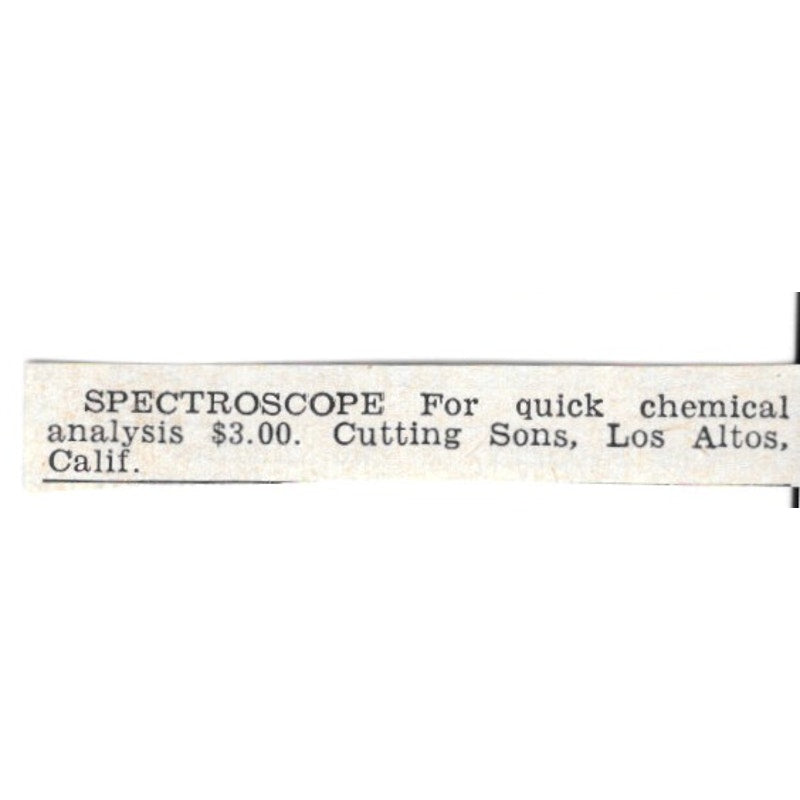 SPECTROSCOPE For quick chemical
analysis $3.00. Cutting Sons, Los Altos,
Calif.